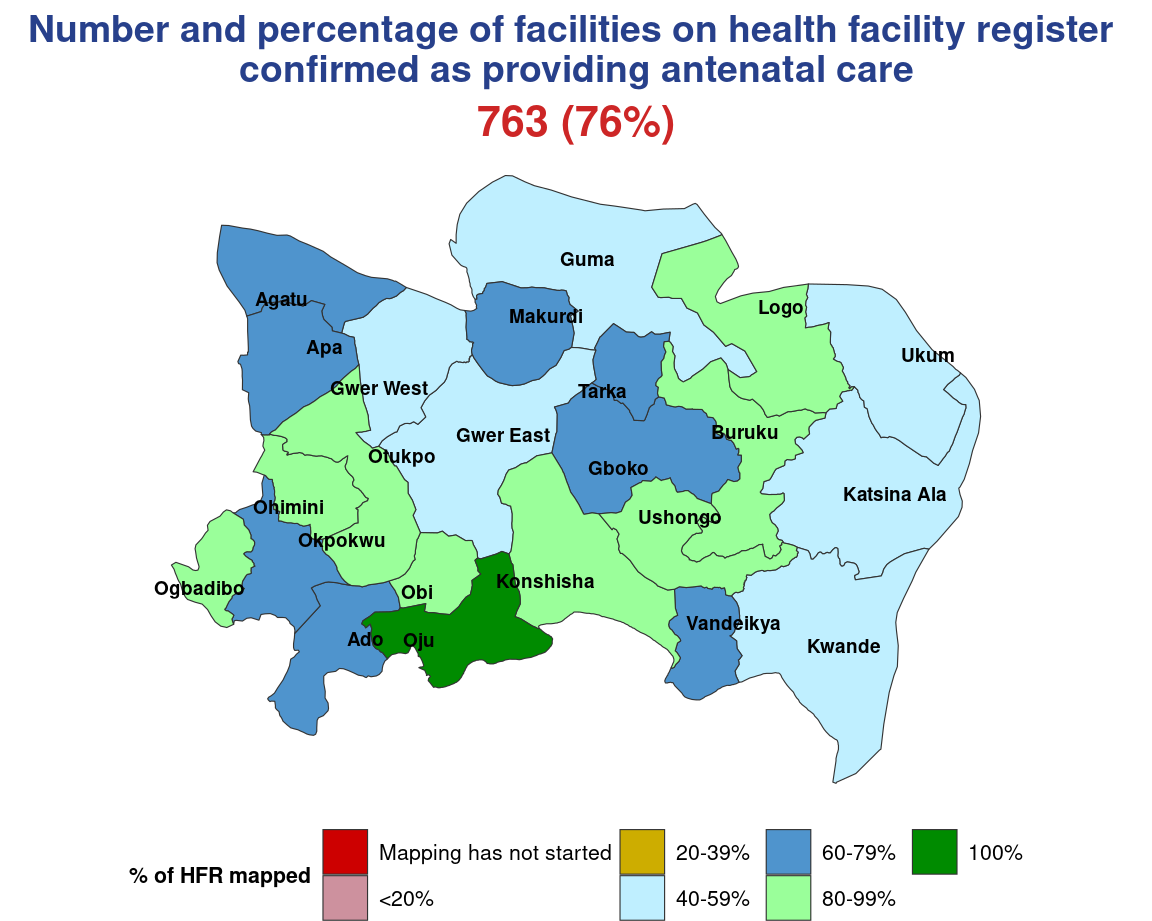 Number and percentage of facilities on health facility register
confirmed as providing antenatal care
763 (76%)
Guma
Agatu
Logo
Makurdi
Apa
Ukum
Gwer West
Tarka
Buruku
Gwer East
Otukpo
Gboko
Katsina Ala
Ohimini
Ushongo
Okpokwu
Konshisha
Ogbadibo
Obi
Vandeikya
Ado
Oju
Kwande
% of HFR mapped
Mapping has not started
<20%
20-39%
40-59%
60-79%
80-99%
100%